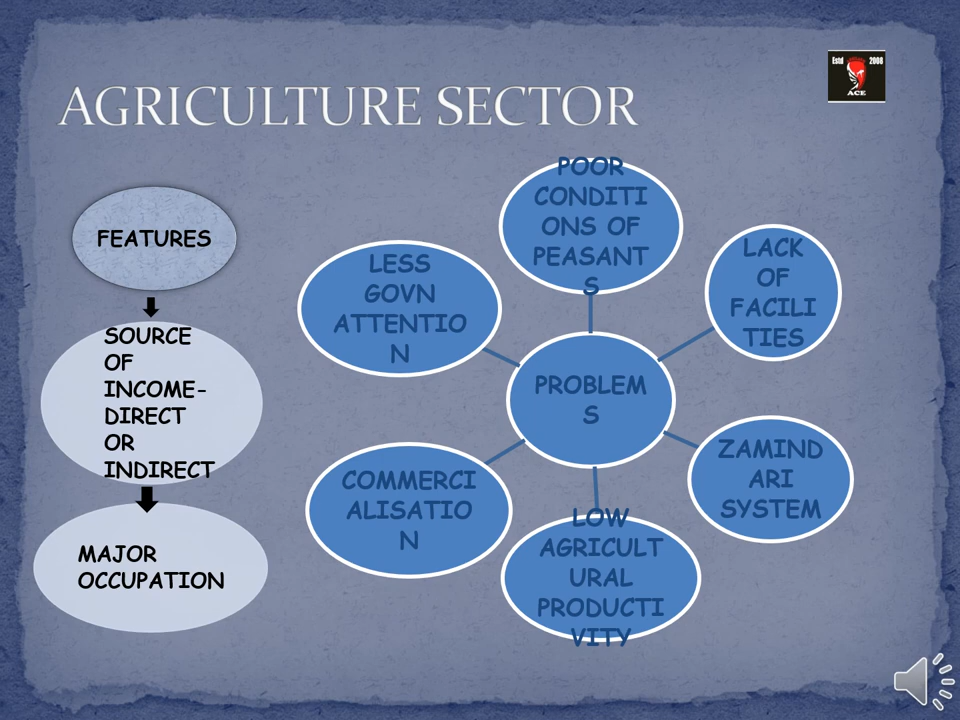 Estd 2008
ACE
AGRICULTURE SECTOR
FEATURES
SOURCE
OF
INCOME-
DIRECT
OR
INDIRECT
MAJOR
OCCUPATION
POOR
CONDITI
ONS OF
PEASANT
S
LESS
GOVN
ATTENTIO
N
LACK
OF
FACILI
TIES
PROBLEM
S
COMMERCI
ALISATIO
N
ZAMIND
ARI
SYSTEM
LOW
AGRICULT
URAL
PRODUCTI
VITY